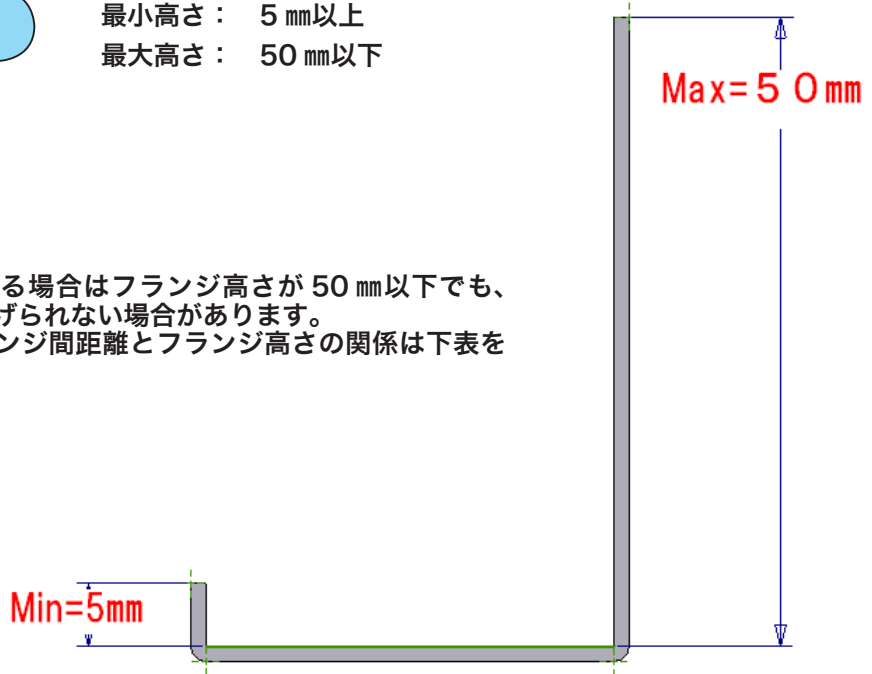 最小高さ： 5 ㎜以上
最大高さ： 50 ㎜以下
Max=５０mm
る場合はフランジ高さが 50 ㎜以下でも、
げられない場合があります。
ンジ間距離とフランジ高さの関係は下表を
Min=5mm